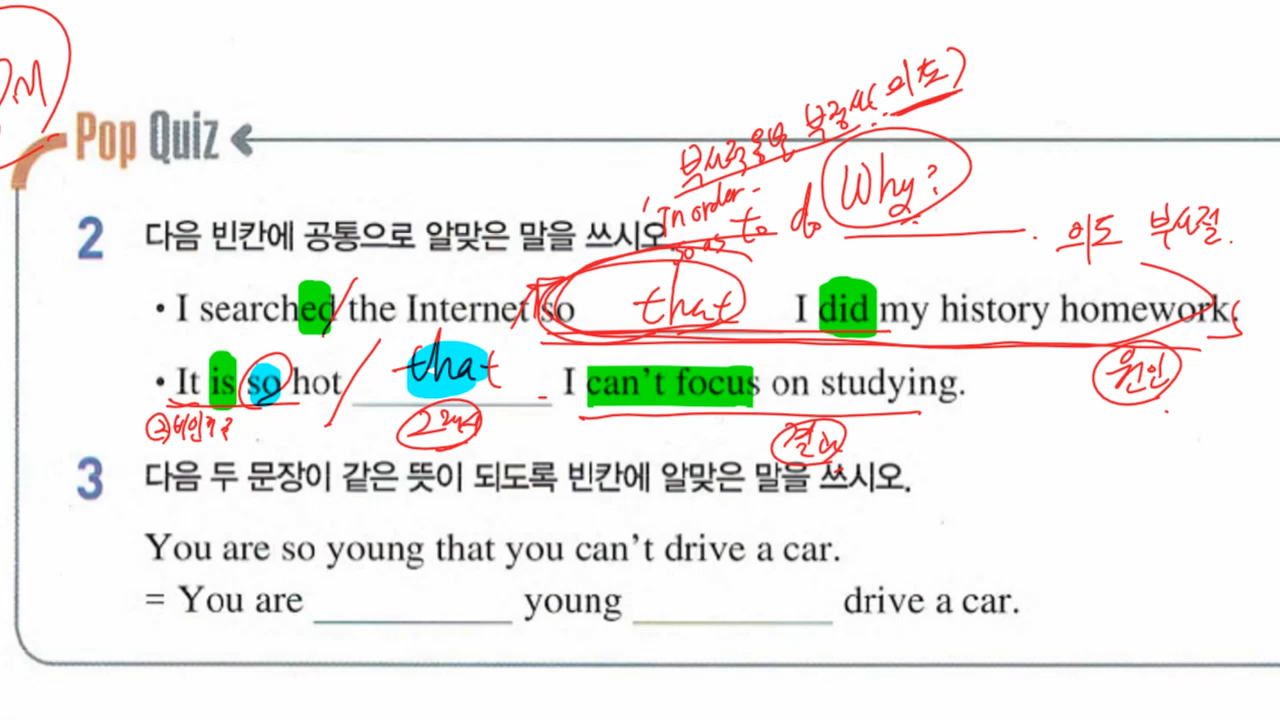 Pop Quiz
부사적용법 부정사(의도)
In order -
so as to do Why?
의도 부사절.
2 다음 빈칸에 공통으로 알맞은 말을 쓰시오
• I searched the Internet so that I did my history homework.
원인
• It is so hot that I can't focus on studying.
결과
3 다음 두 문장이 같은 뜻이 되도록 빈칸에 알맞은 말을 쓰시오.
You are so young that you can't drive a car.
= You are ____ young ____ drive a car.